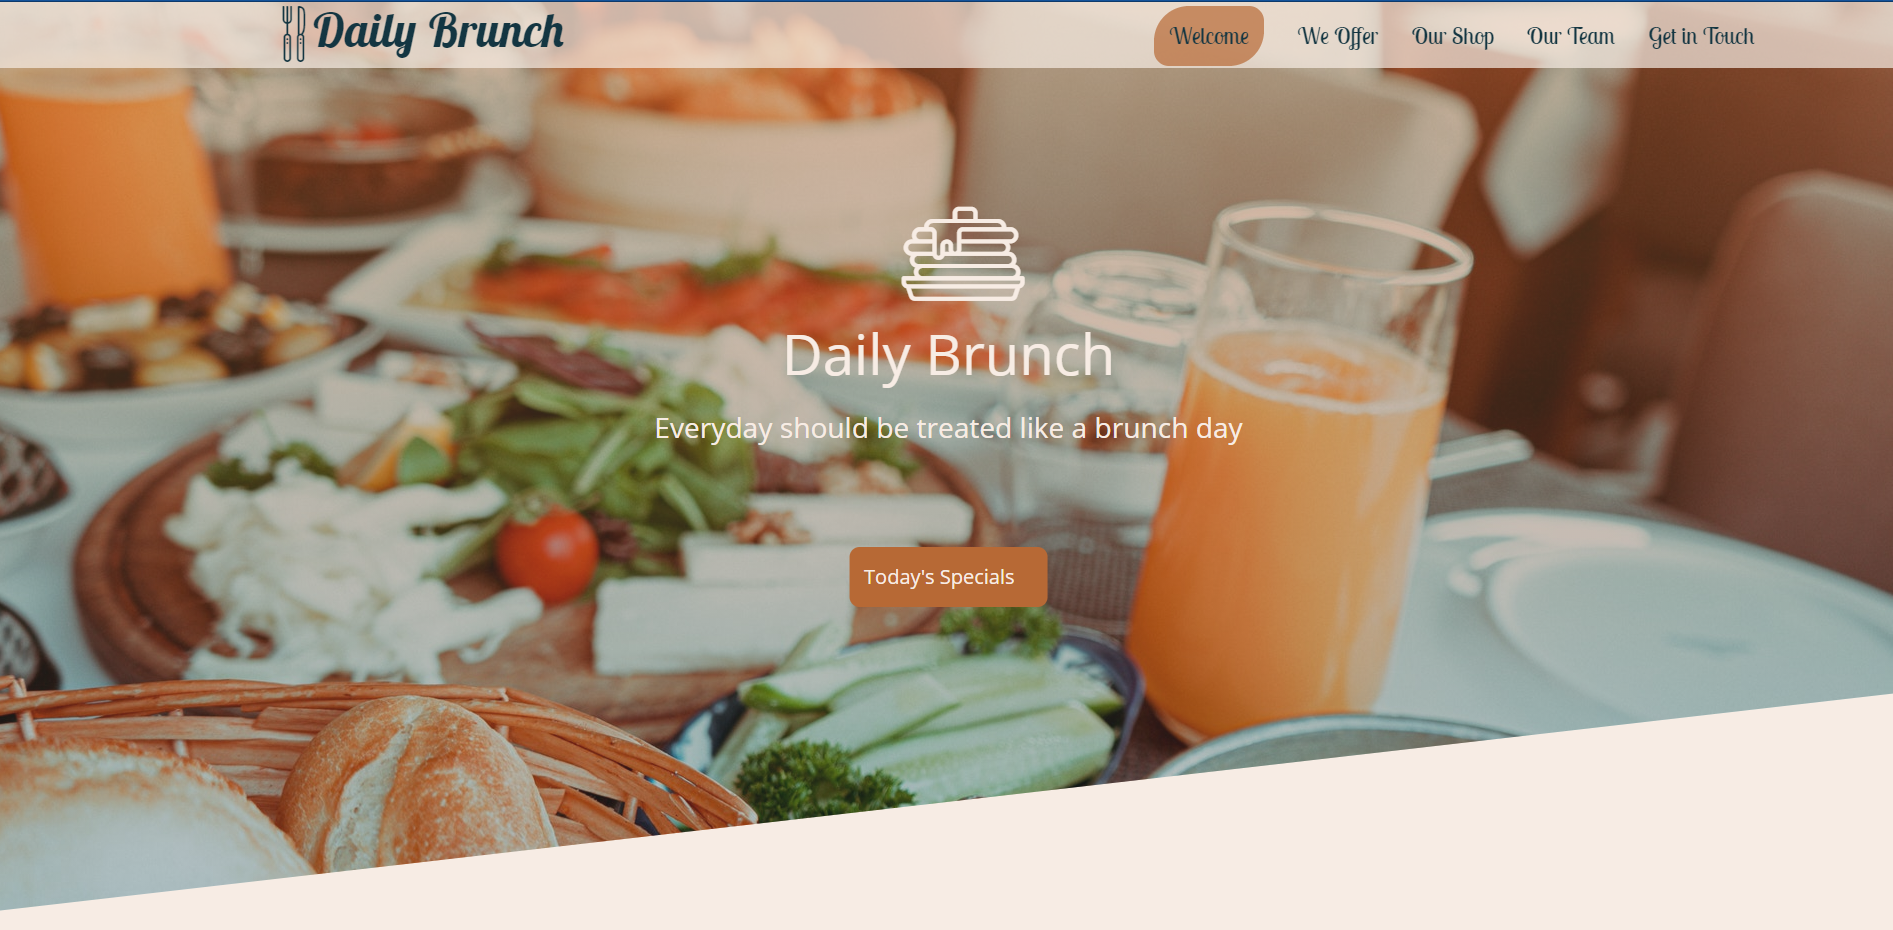 Daily Brunch
Welcome We Offer Our Shop Our Team Get in Touch
Daily Brunch
Everyday should be treated like a brunch day
Today's Specials